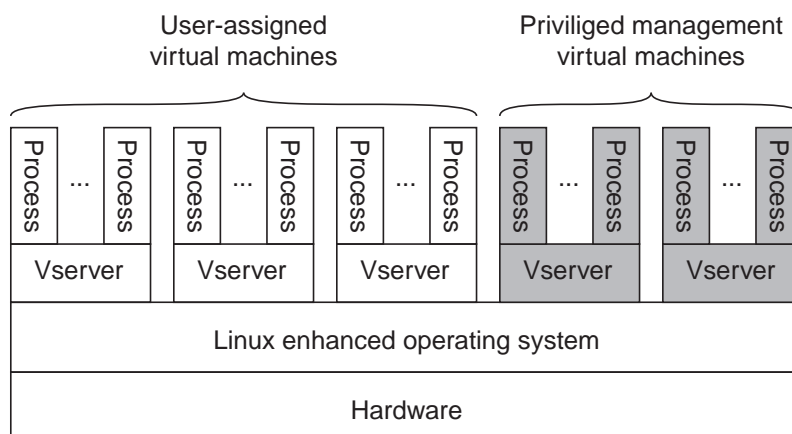 User-assigned
virtual machines
Priviliged management
virtual machines
Process ... Process Process ... Process Process ... Process Process ... Process Process ... Process
Vserver Vserver Vserver Vserver Vserver
Linux enhanced operating system
Hardware